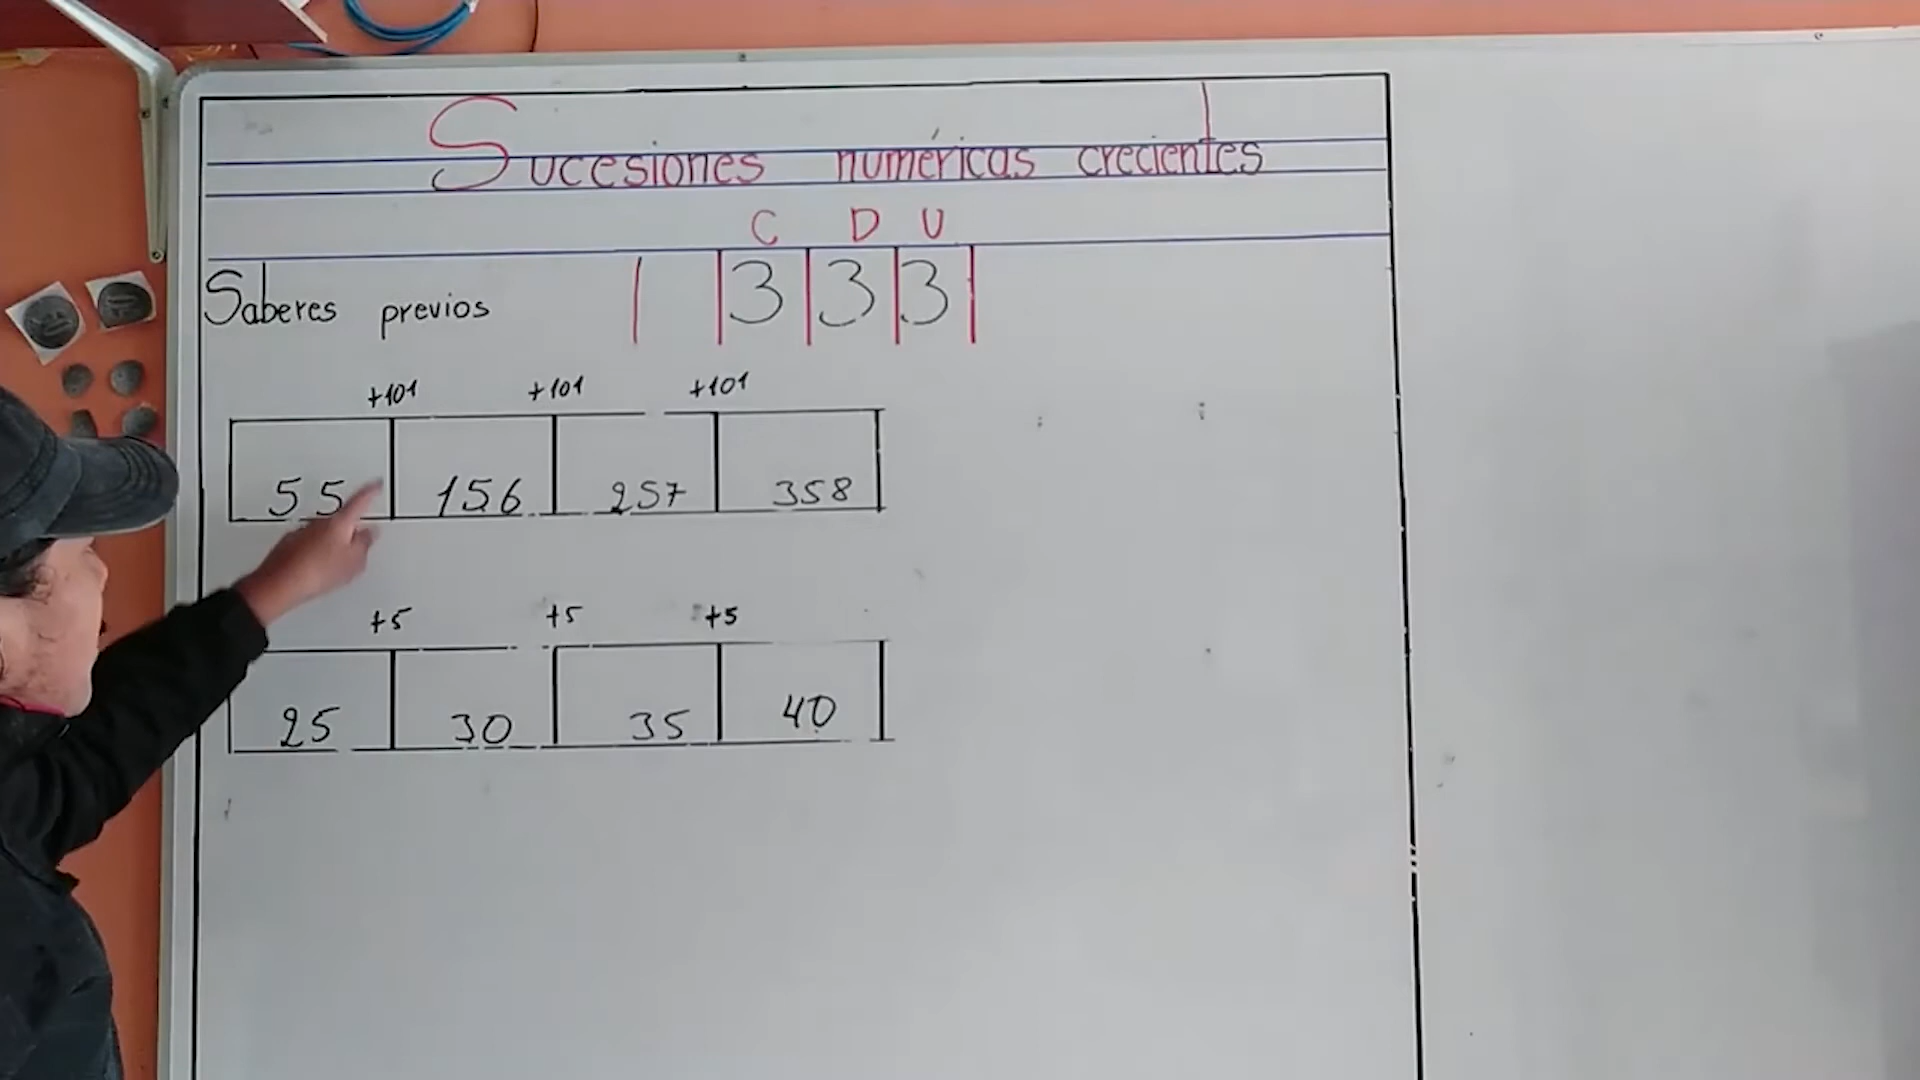 Sucesiones numéricas crecientes
C D U
Saberes previos 3 3 3
+101 +101 +101
55 156 257 358
+5 +5 +5
25 30 35 40